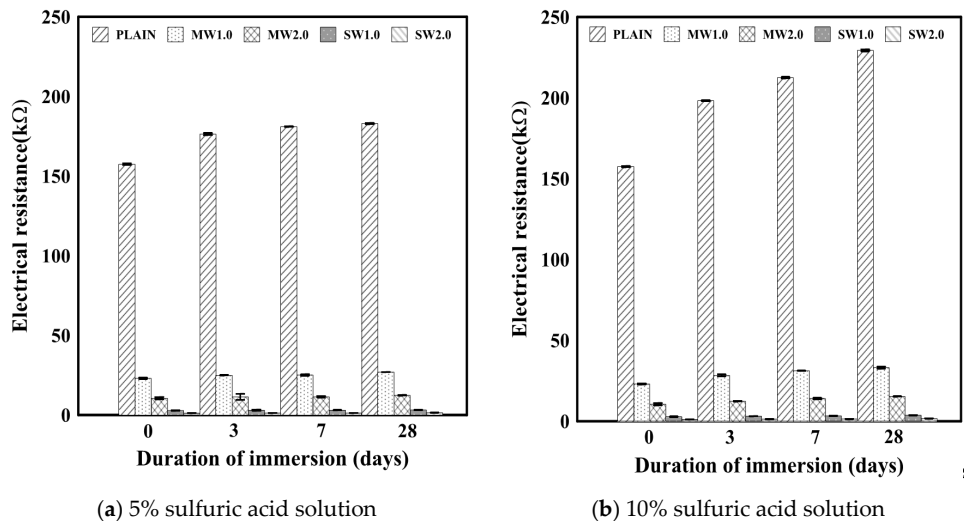 250
200
150
100
50
0
Electrical resistance(kΩ)
PLAIN MW1.0 MW2.0 SW1.0 SW2.0
0 3 7 28
Duration of immersion (days)
(a) 5% sulfuric acid solution
250
200
150
100
50
0
Electrical resistance(kΩ)
PLAIN MW1.0 MW2.0 SW1.0 SW2.0
0 3 7 28
Duration of immersion (days)
(b) 10% sulfuric acid solution